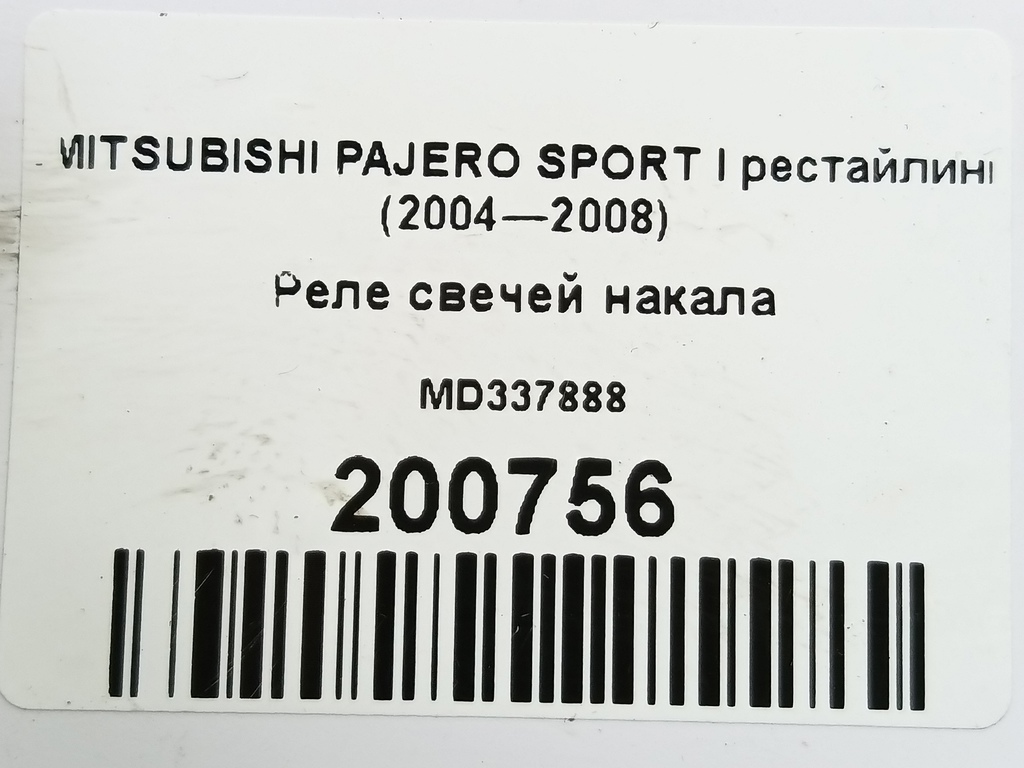 MITSUBISHI PAJERO SPORT I рестайлинг
(2004—2008)
Реле свечей накала
MD337888
200756